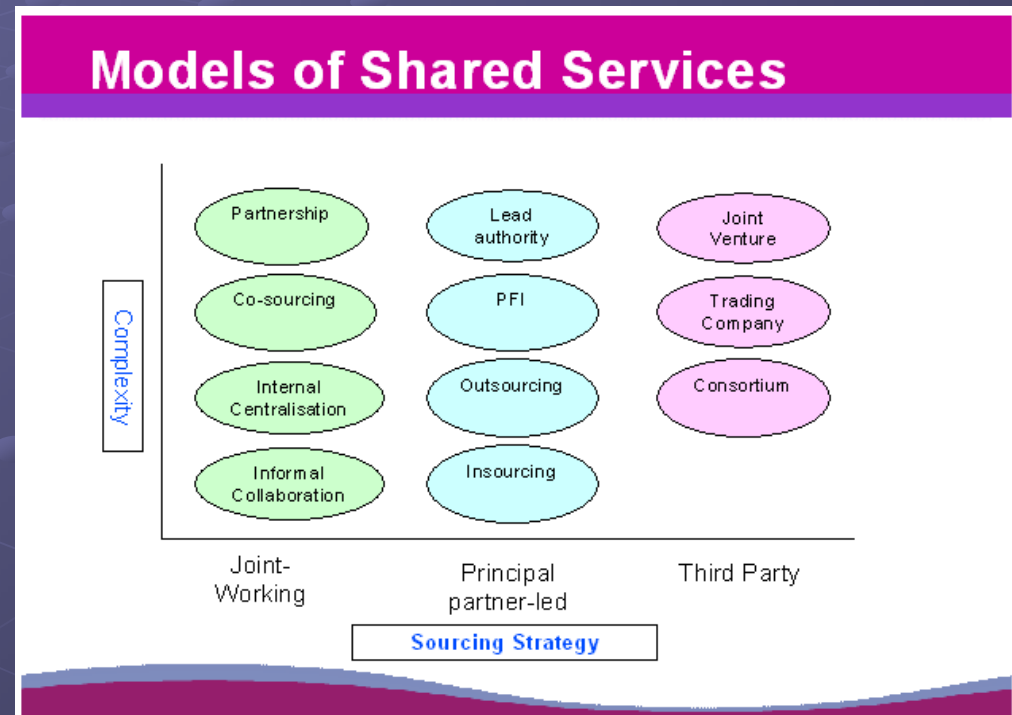 Models of Shared Services
Complexity
Partnership
Co-sourcing
Internal
Centralisation
Informal
Collaboration
Lead
authority
PFI
Outsourcing
Insourcing
Joint
Venture
Trading
Company
Consortium
Joint-
Working
Principal
partner-led
Third Party
Sourcing Strategy